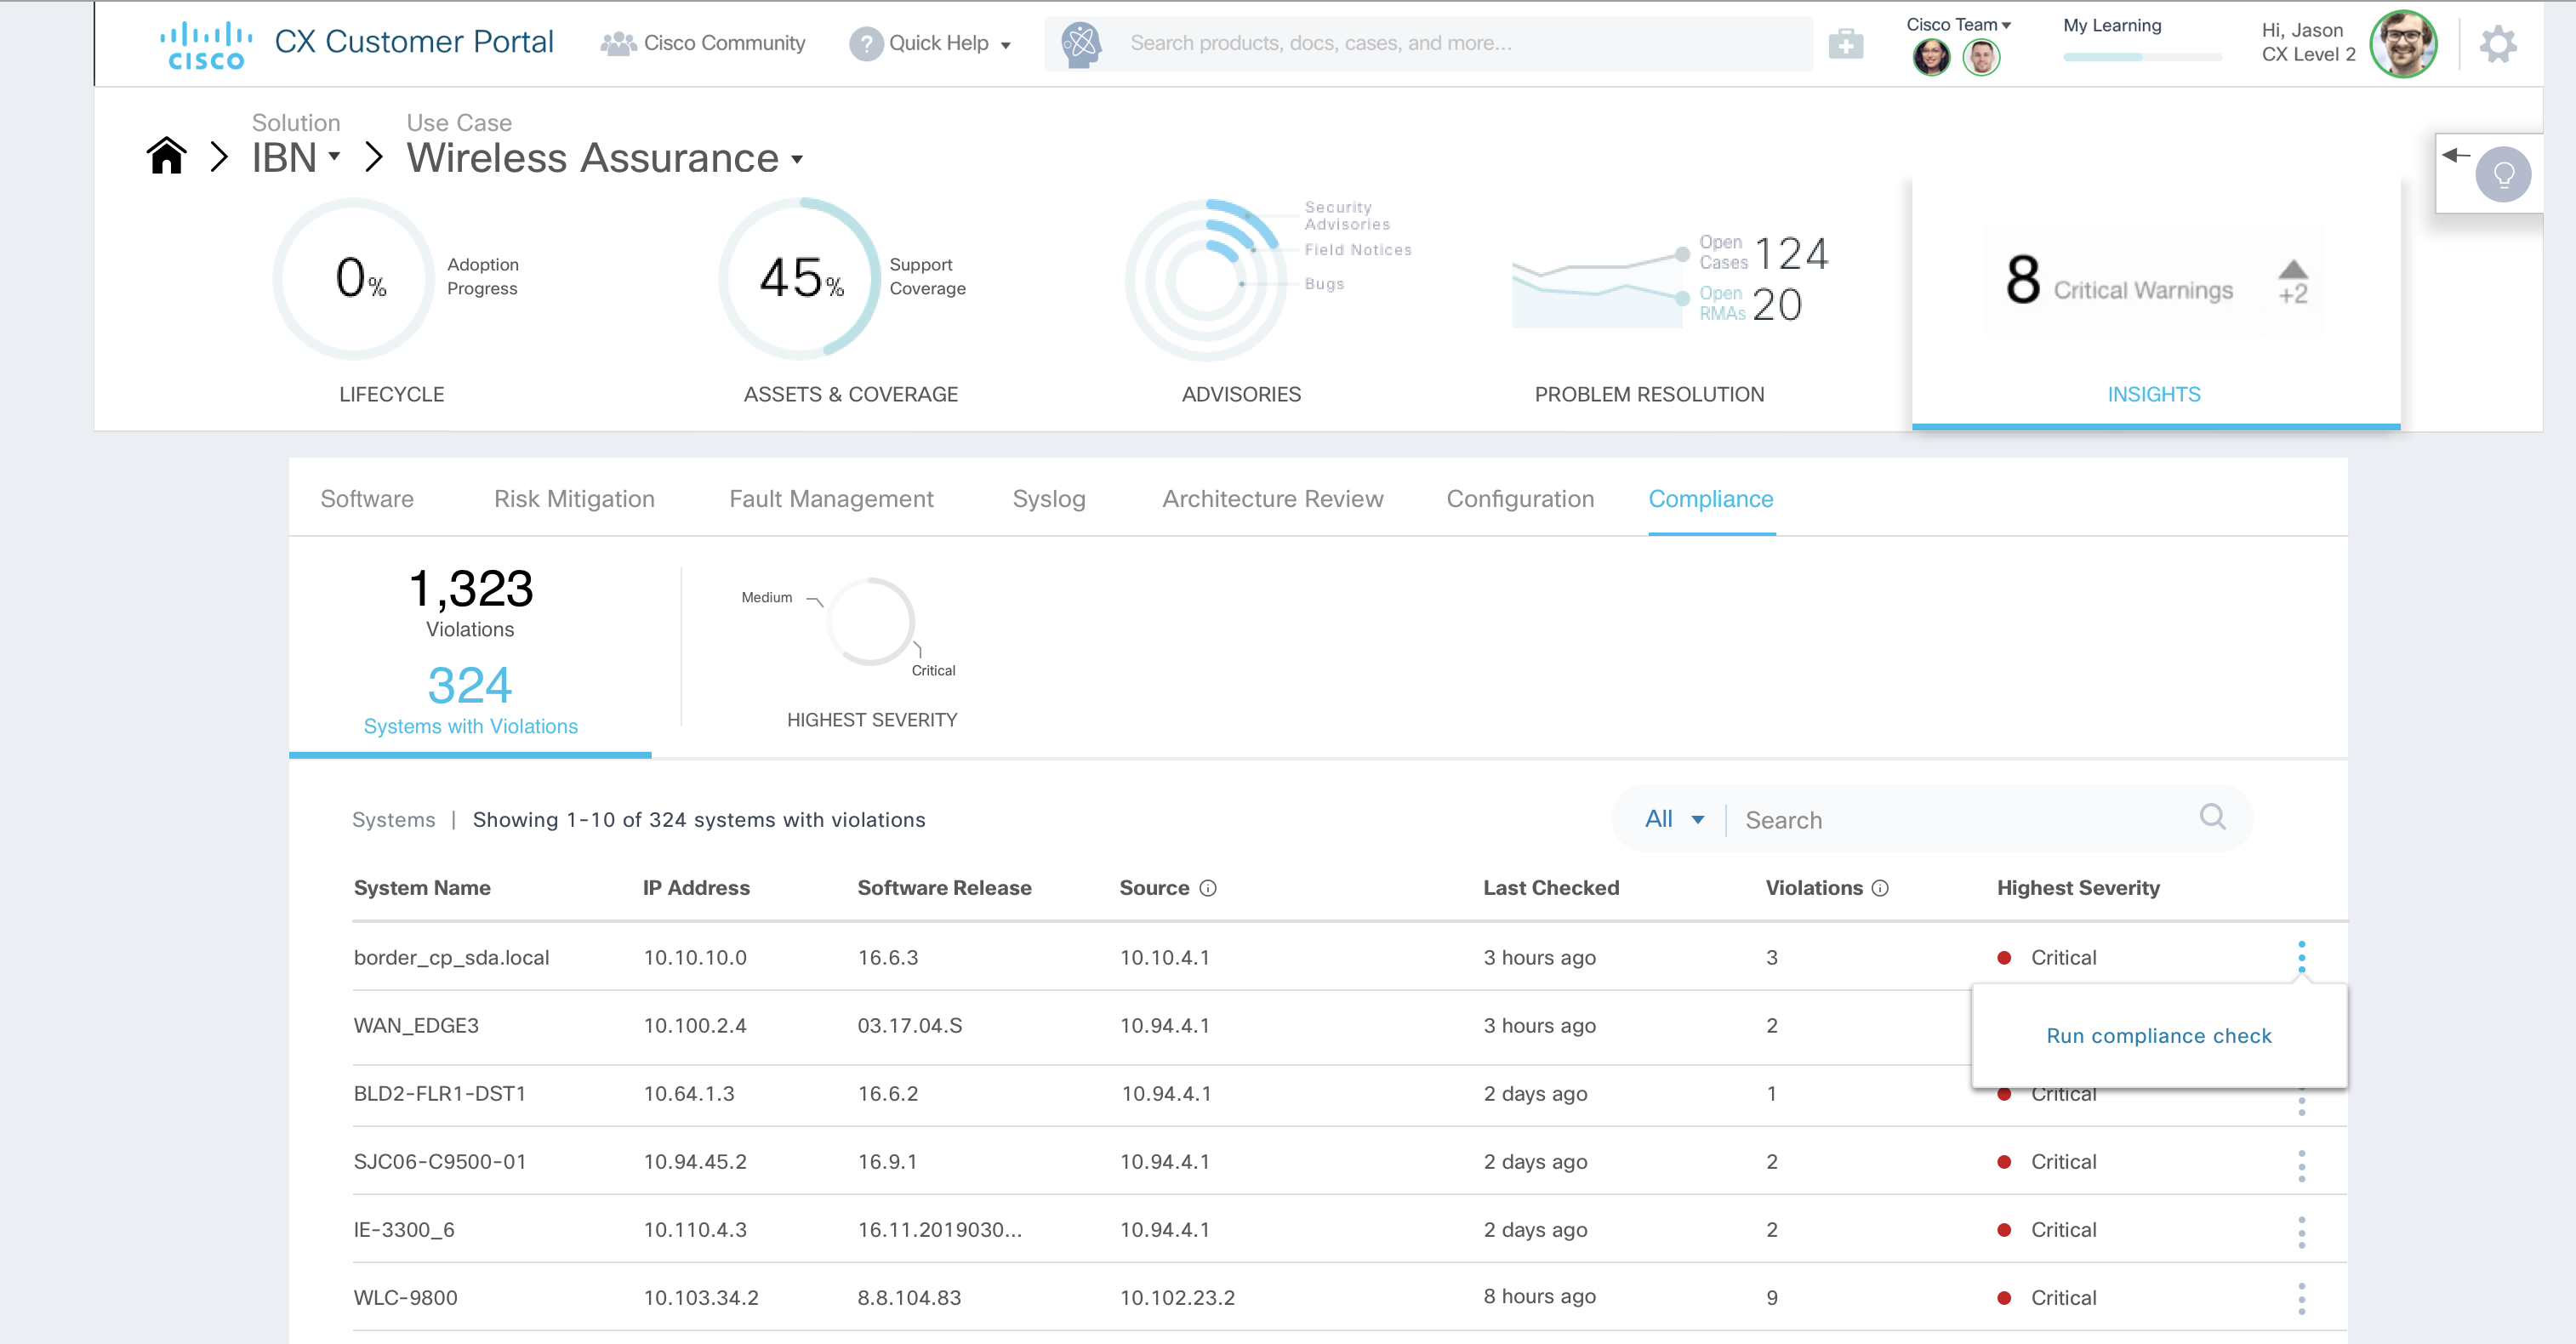 CISCO
CX Customer Portal
Cisco Community
? Quick Help
Search products, docs, cases, and more...
Cisco Team
My Learning
Hi, Jason
CX Level 2
Solution
IBN
Use Case
Wireless Assurance
0%
Adoption
Progress
LIFECYCLE
45%
Support
Coverage
ASSETS & COVERAGE
Security
Advisories
Field Notices
Bugs
ADVISORIES
Open
Cases 124
Open
RMAs 20
PROBLEM RESOLUTION
8 Critical Warnings
+2
INSIGHTS
Software Risk Mitigation Fault Management Syslog Architecture Review Configuration Compliance
1,323
Violations
324
Systems with Violations
Medium
Critical
HIGHEST SEVERITY
Systems | Showing 1-10 of 324 systems with violations
All
Search
System Name IP Address Software Release Source Last Checked Violations Highest Severity
border_cp_sda.local 10.10.10.0 16.6.3 10.10.4.1 3 hours ago 3 Critical
WAN_EDGE3 10.100.2.4 03.17.04.S 10.94.4.1 3 hours ago 2
Run compliance check
BLD2-FLR1-DST1 10.64.1.3 16.6.2 10.94.4.1 2 days ago 1 Critical
SJC06-C9500-01 10.94.45.2 16.9.1 10.94.4.1 2 days ago 2 Critical
IE-3300_6 10.110.4.3 16.11.2019030... 10.94.4.1 2 days ago 2 Critical
WLC-9800 10.103.34.2 8.8.104.83 10.102.23.2 8 hours ago 9 Critical